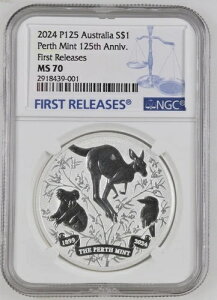 2024 P125 Australia S$1
Perth Mint 125th Anniv.
First Releases
MS 70
2918439-001
FIRST RELEASES
NGC
1899 2024
THE PERTH MINT